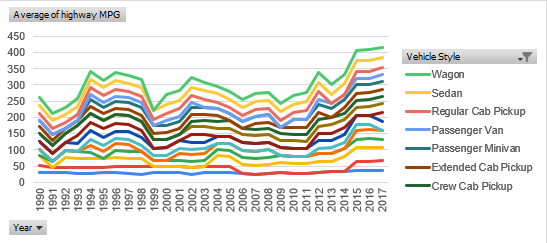 Average of highway MPG
450
400
350
300
250
200
150
100
50
0
1990 1991 1992 1993 1994 1995 1996 1997 1998 1999 2000 2001 2002 2003 2004 2005 2006 2007 2008 2009 2010 2011 2012 2013 2014 2015 2016 2017
Vehicle Style
Wagon
Sedan
Regular Cab Pickup
Passenger Van
Passenger Minivan
Extended Cab Pickup
Crew Cab Pickup
Year